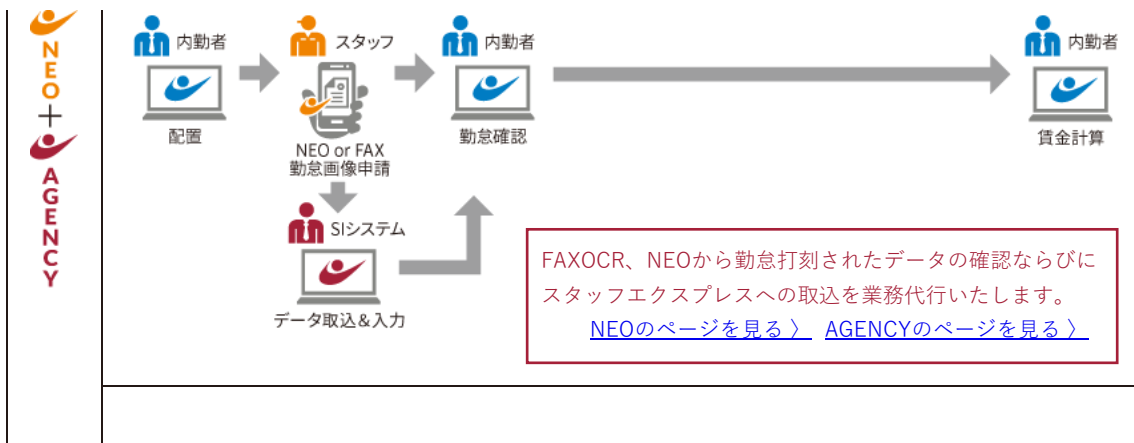 NEO+AGENCY
内勤者
配置
スタッフ
NEO or FAX
勤怠画像申請
内勤者
勤怠確認
内勤者
賃金計算
SIシステム
データ取込&入力
FAXOCR、NEOから勤怠打刻されたデータの確認ならびに
スタッフエクスプレスへの取込を業務代行いたします。
NEOのページを見る 〉 AGENCYのページを見る 〉